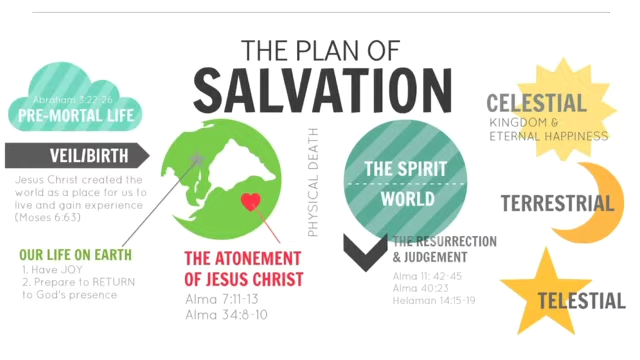 THE PLAN OF
SALVATION
Abraham 3:22-26
PRE-MORTAL LIFE
VEIL/BIRTH
Jesus Christ created the
world as a place for us to
live and gain experience
(Moses 6:63)
OUR LIFE ON EARTH
1. Have JOY
2. Prepare to RETURN
to God's presence
THE ATONEMENT
OF JESUS CHRIST
Alma 7:11-13
Alma 34:8-10
PHYSICAL DEATH
THE SPIRIT
WORLD
THE RESURRECTION
& JUDGEMENT
Alma 11: 42-45
Alma 40:23
Helaman 14:15-19
CELESTIAL
KINGDOM &
ETERNAL HAPPINESS
TERRESTRIAL
TELESTIAL